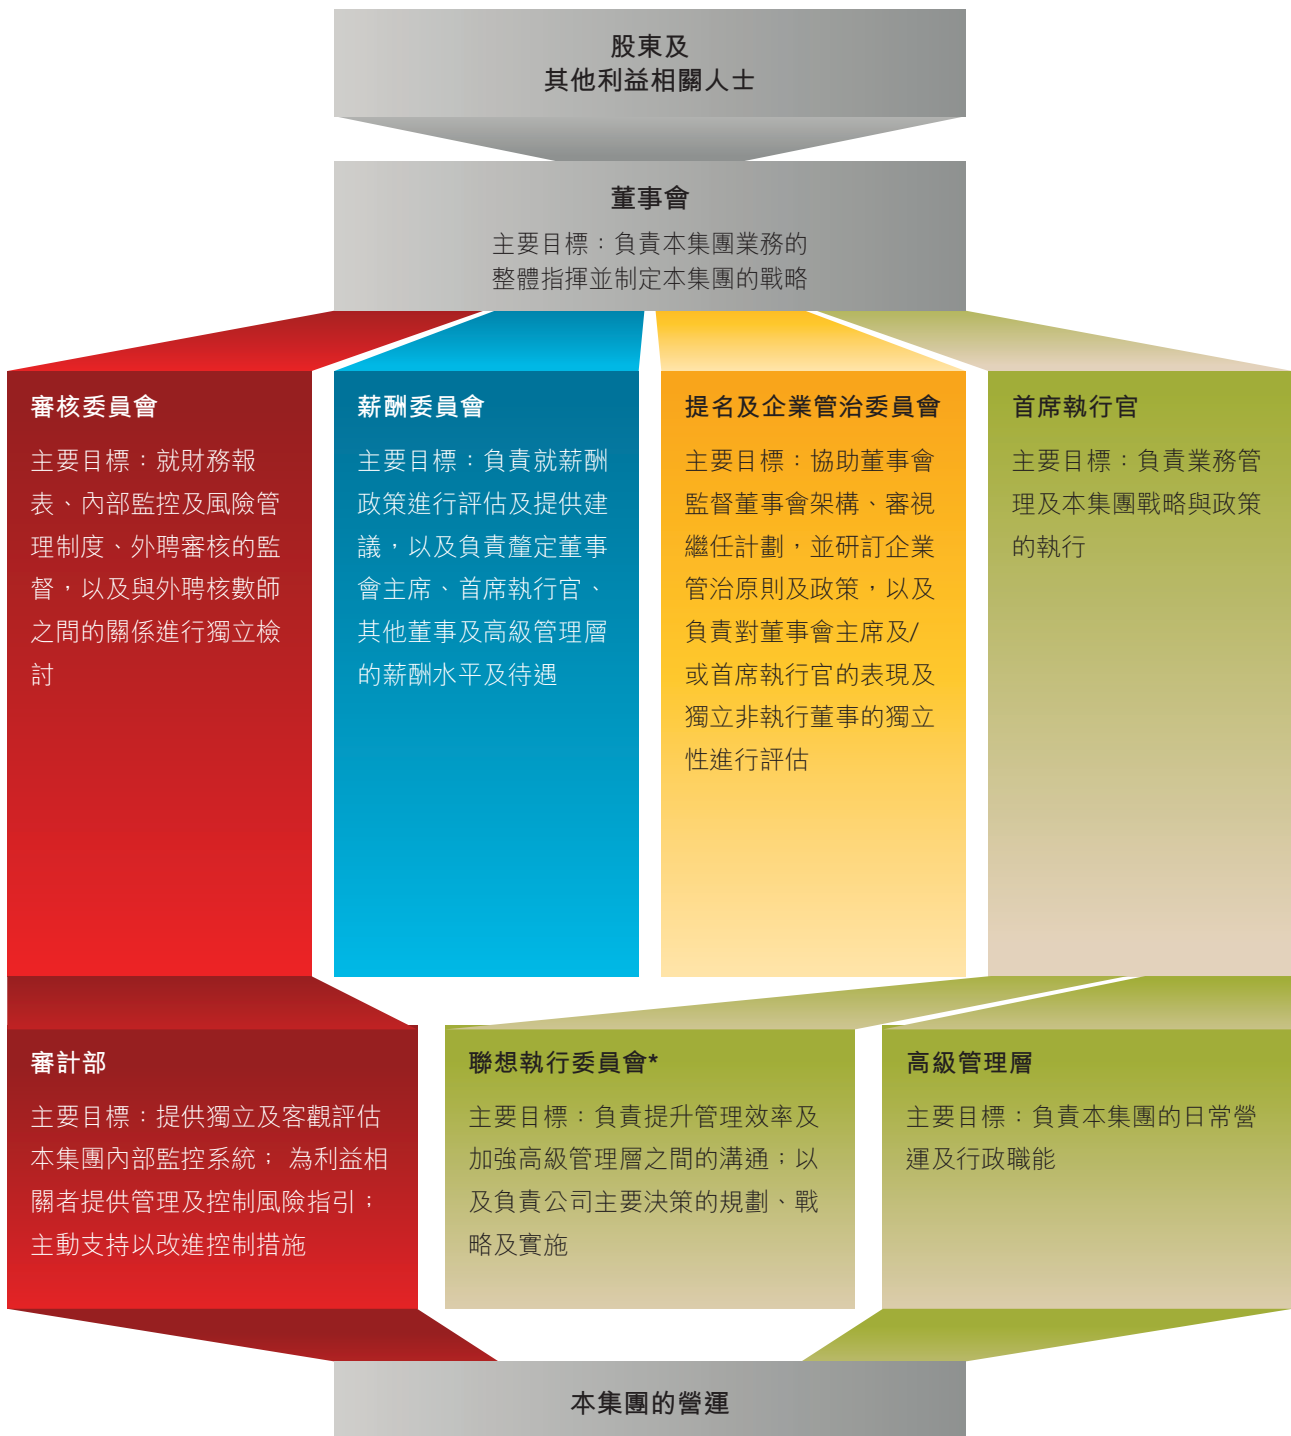 股東及
其他利益相關人士
董事會
主要目標：負責本集團業務的
整體指揮並制定本集團的戰略
審核委員會
主要目標：就財務報
表、內部監控及風險管
理制度、外聘審核的監
督，以及與外聘核數師
之間的關係進行獨立檢
討
薪酬委員會
主要目標：負責就薪酬
政策進行評估及提供建
議，以及負責釐定董事
會主席、首席執行官、
其他董事及高級管理層
的薪酬水平及待遇
提名及企業管治委員會
主要目標：協助董事會
監督董事會架構、審視
繼任計劃，並研訂企業
管治原則及政策，以及
負責對董事會主席及/
或首席執行官的表現及
獨立非執行董事的獨立
性進行評估
首席執行官
主要目標：負責業務管
理及本集團戰略與政策
的執行
審計部
主要目標：提供獨立及客觀評估
本集團內部監控系統； 為利益相
關者提供管理及控制風險指引；
主動支持以改進控制措施
聯想執行委員會*
主要目標：負責提升管理效率及
加強高級管理層之間的溝通；以
及負責公司主要決策的規劃、戰
略及實施
高級管理層
主要目標：負責本集團的日常營
運及行政職能
本集團的營運